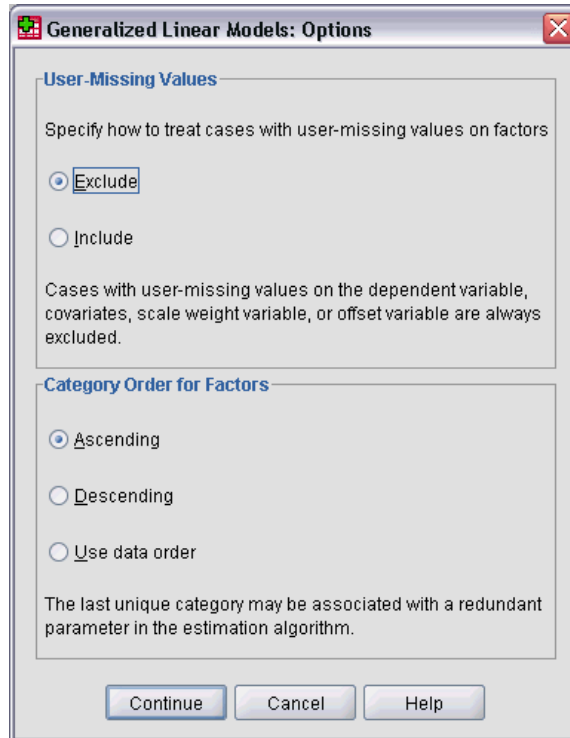 Generalized Linear Models: Options
User-Missing Values
Specify how to treat cases with user-missing values on factors
Exclude
Include
Cases with user-missing values on the dependent variable,
covariates, scale weight variable, or offset variable are always
excluded.
Category Order for Factors
Ascending
Descending
Use data order
The last unique category may be associated with a redundant
parameter in the estimation algorithm.
Continue
Cancel
Help